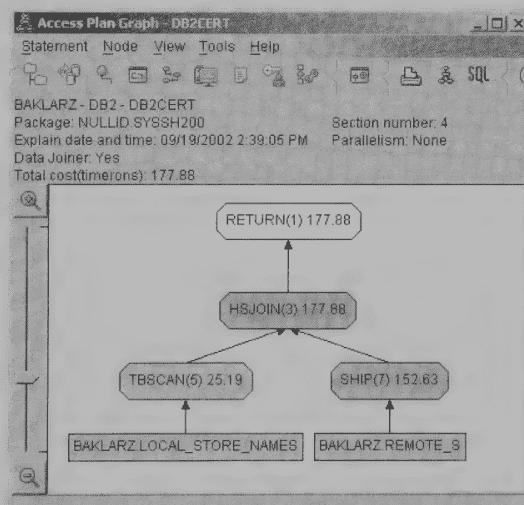 Access Plan Graph - DB2CERT
Statement Node View Tools Help
SQL
BAKLARZ - DB2 - DB2CERT
Package: NULLID.SYSSH200 Section number: 4
Explain date and time: 09/19/2002 2:39:05 PM Parallelism: None
Data Joiner: Yes
Total cost(timerons): 177.88
RETURN(1) 177.88
HSJOIN(3) 177.88
TBSCAN(5) 25.19 SHIP(7) 152.63
BAKLARZ.LOCAL_STORE_NAMES BAKLARZ.REMOTE_S